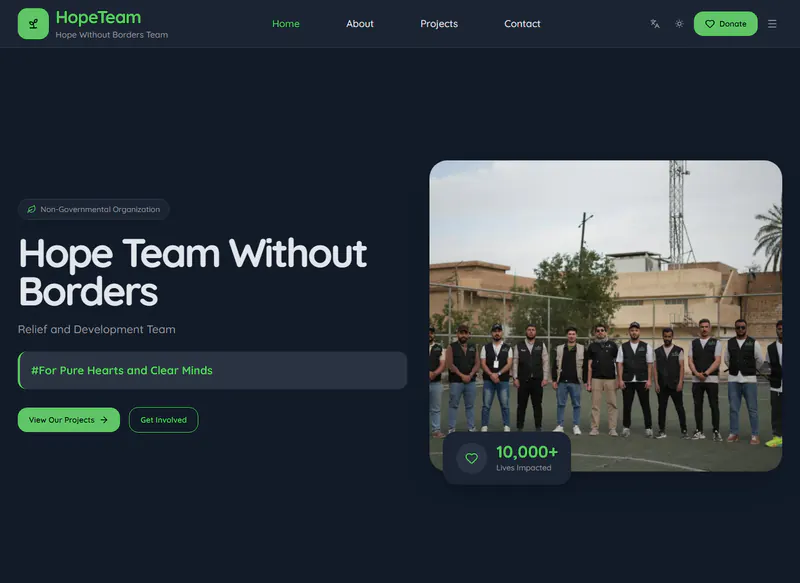 HopeTeam
Hope Without Borders Team
Home
About
Projects
Contact
Donate
Non-Governmental Organization
Hope Team Without
Borders
Relief and Development Team
#For Pure Hearts and Clear Minds
View Our Projects
Get Involved
10,000+
Lives Impacted